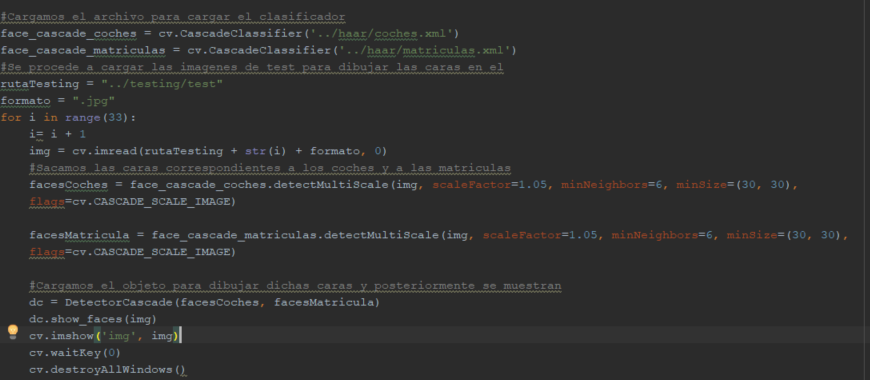 #Cargamos el archivo para cargar el clasificador
face_cascade_coches = cv.CascadeClassifier('../haar/coches.xml')
face_cascade_matriculas = cv.CascadeClassifier('../haar/matriculas.xml')
#Se procede a cargar las imagenes de test para dibujar las caras en el
rutaTesting = "../testing/test"
formato = ".jpg"
for i in range(33):
    i= i + 1
    img = cv.imread(rutaTesting + str(i) + formato, 0)
    #Sacamos las caras correspondientes a los coches y a las matriculas
    facesCoches = face_cascade_coches.detectMultiScale(img, scaleFactor=1.05, minNeighbors=6, minSize=(30, 30),
    flags=cv.CASCADE_SCALE_IMAGE)
    facesMatricula = face_cascade_matriculas.detectMultiScale(img, scaleFactor=1.05, minNeighbors=6, minSize=(30, 30),
    flags=cv.CASCADE_SCALE_IMAGE)
    #Cargamos el objeto para dibujar dichas caras y posteriormente se muestran
    dc = DetectorCascade(facesCoches, facesMatricula)
    dc.show_faces(img)
    cv.imshow('img', img)
    cv.waitKey(0)
    cv.destroyAllWindows()